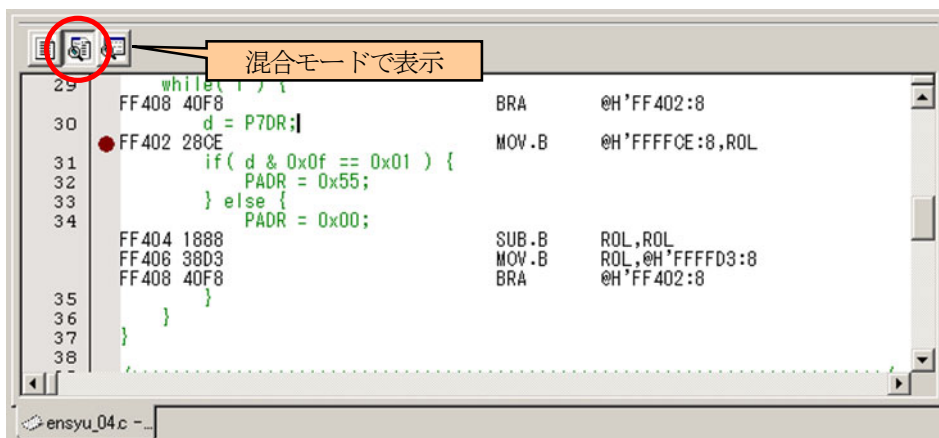 混合モードで表示
29 while( 1 ) {
FF408 40F8 BRA @H'FF402:8
30 d = P7DR;
FF402 28CE MOV.B @H'FFFFCE:8,R0L
31 if( d & 0x0f == 0x01 ) {
32 PADR = 0x55;
33 } else {
34 PADR = 0x00;
FF404 1888 SUB.B R0L,R0L
FF406 38D3 MOV.B R0L,@H'FFFFD3:8
FF408 40F8 BRA @H'FF402:8
35 }
36 }
37 }
38
ensyu_04.c -...